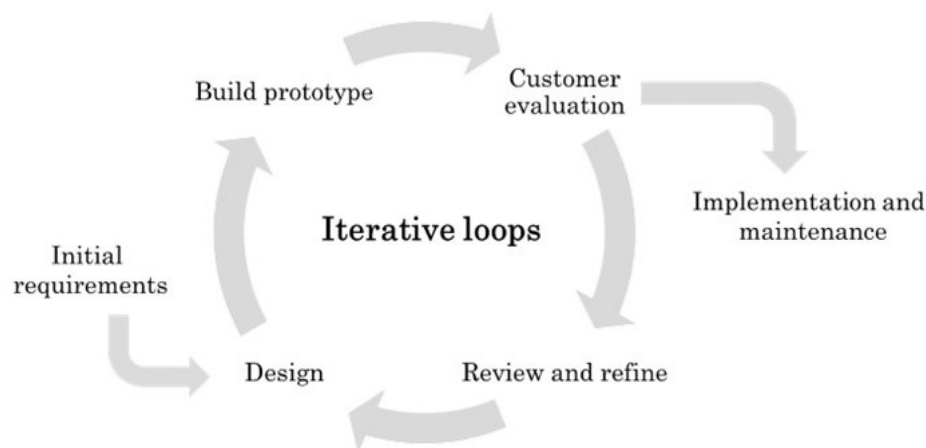 Build prototype
Customer
evaluation
Implementation and
maintenance
Iterative loops
Initial
requirements
Design
Review and refine